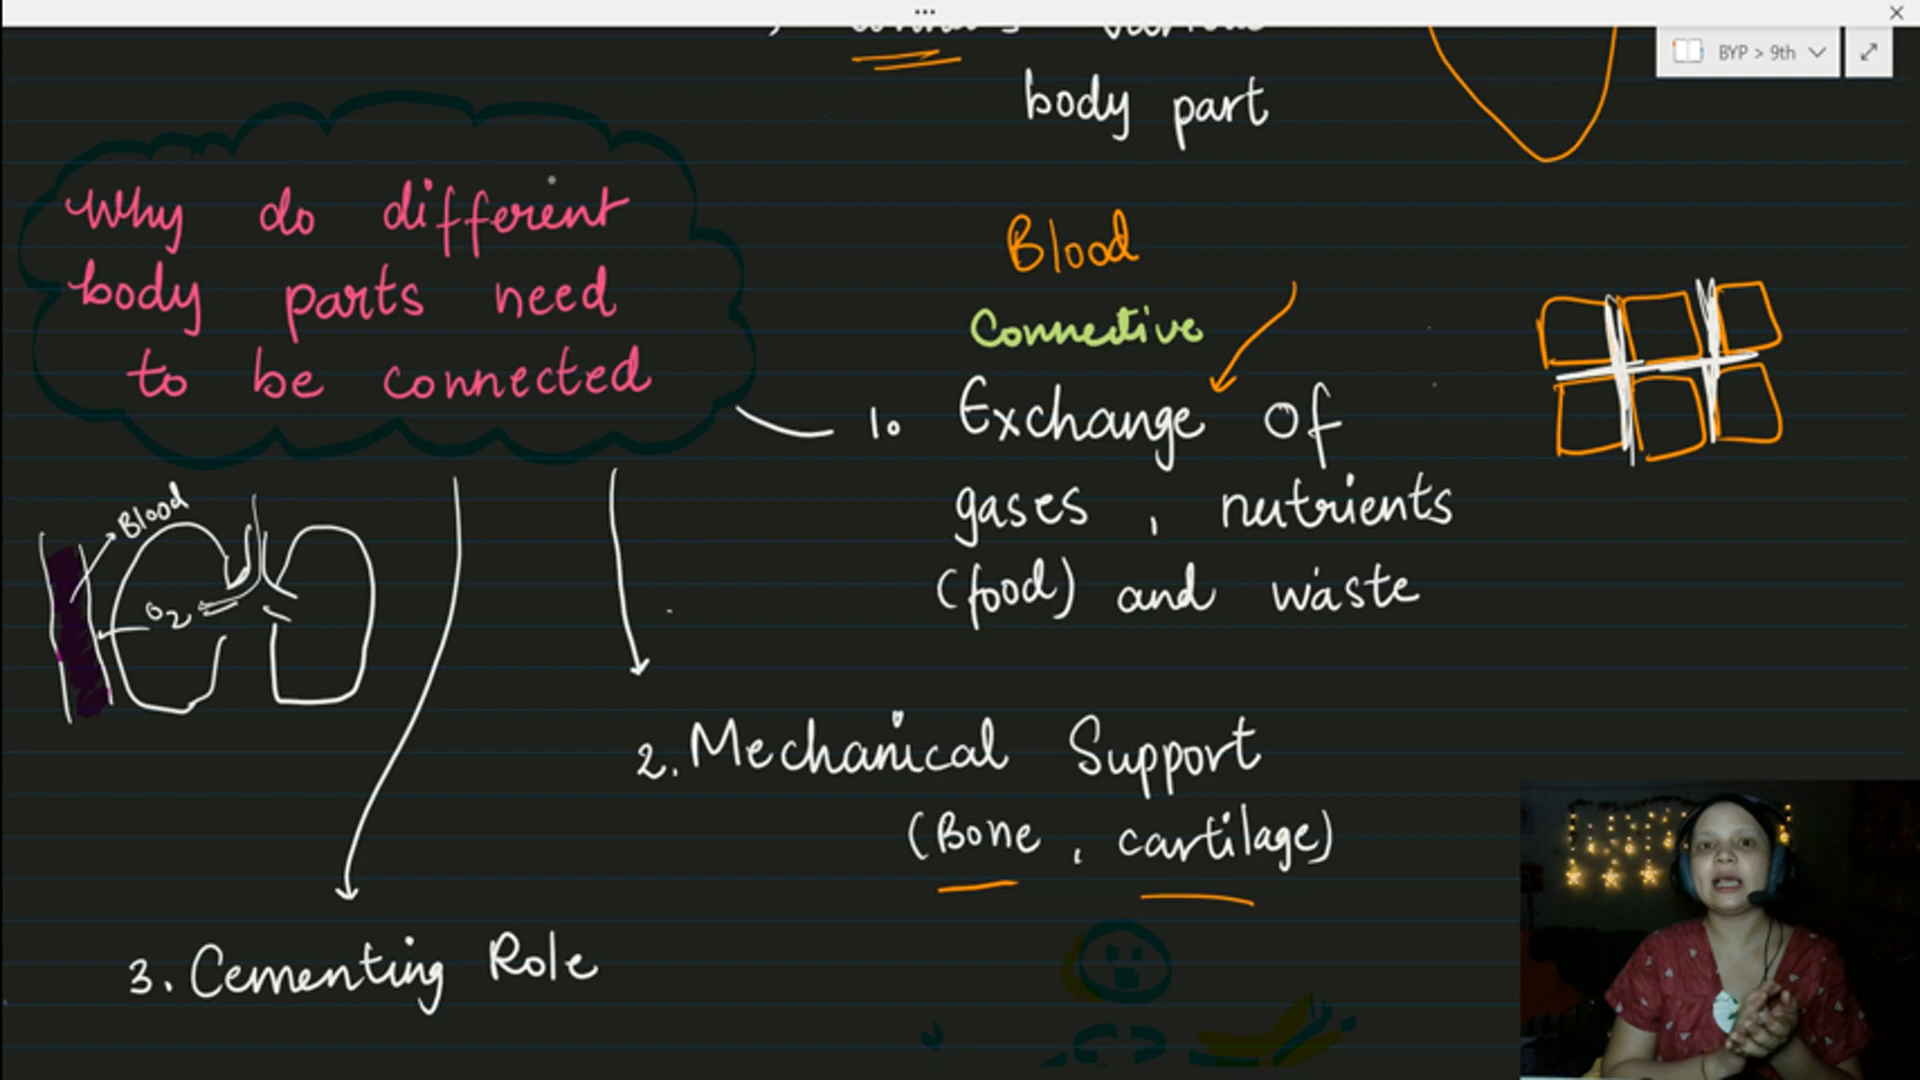 BYP > 9th
body part
Why do different
body parts need
to be connected
Blood
Connective
1. Exchange of
gases, nutrients
(food) and waste
Blood
O2
2. Mechanical Support
(Bone, cartilage)
3. Cementing Role